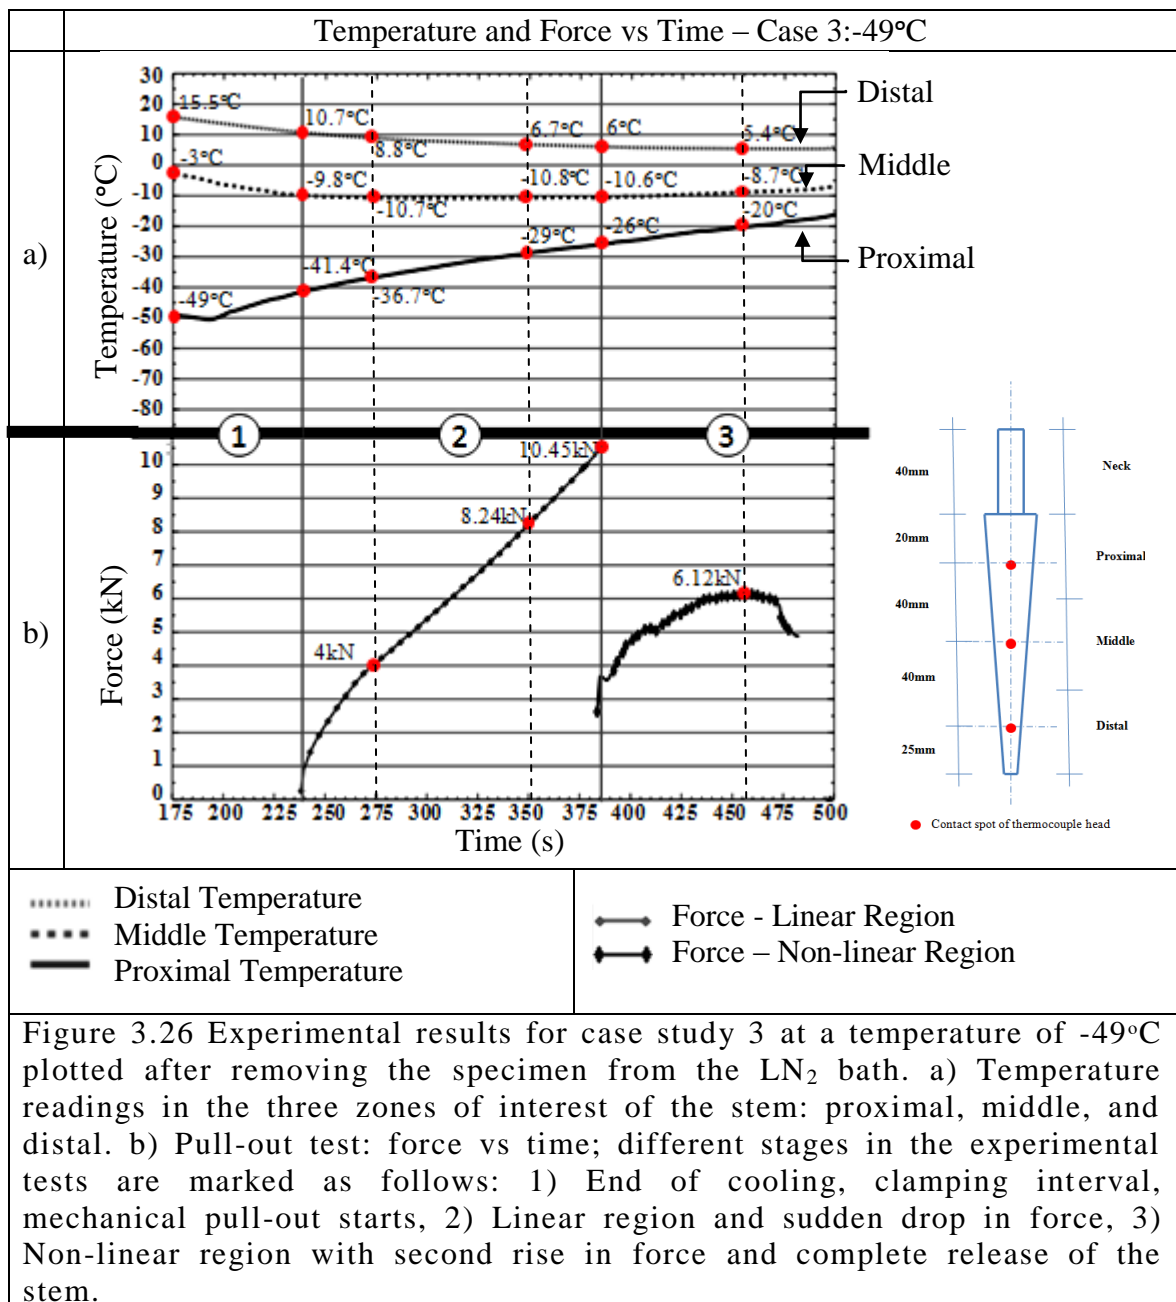 Temperature and Force vs Time – Case 3:-49°C
a)
Temperature (°C)
30
20
10
0
-10
-20
-30
-40
-50
-60
-70
-80
15.5°C
10.7°C
8.8°C
6.7°C
6°C
5.4°C
-3°C
-9.8°C
-10.7°C
-10.8°C
-10.6°C
-8.7°C
-49°C
-41.4°C
-36.7°C
-29°C
-26°C
-20°C
Distal
Middle
Proximal
1
2
3
b)
Force (kN)
10
9
8
7
6
5
4
3
2
1
0
4kN
8.24kN
10.45kN
6.12kN
175 200 225 250 275 300 325 350 375 400 425 450 475 500
Time (s)
40mm
20mm
40mm
40mm
25mm
Neck
Proximal
Middle
Distal
Contact spot of thermocouple head
Distal Temperature
Middle Temperature
Proximal Temperature
Force - Linear Region
Force – Non-linear Region
Figure 3.26 Experimental results for case study 3 at a temperature of -49°C
plotted after removing the specimen from the LN₂ bath. a) Temperature
readings in the three zones of interest of the stem: proximal, middle, and
distal. b) Pull-out test: force vs time; different stages in the experimental
tests are marked as follows: 1) End of cooling, clamping interval,
mechanical pull-out starts, 2) Linear region and sudden drop in force, 3)
Non-linear region with second rise in force and complete release of the
stem.